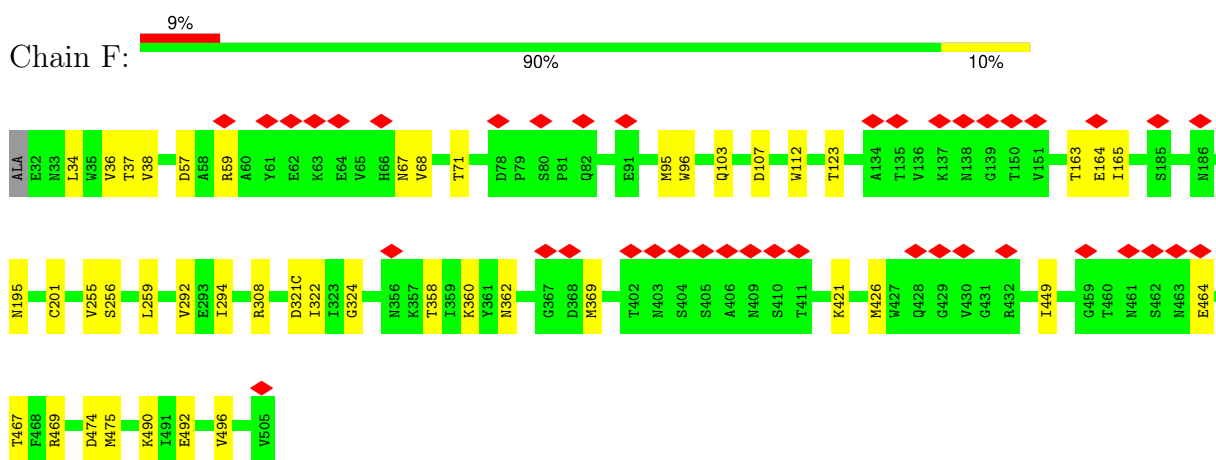 9%
Chain F:
90% 10%
ALA E32 N33 L34 W35 V36 T37 V38 D57 A58 R59 A60 Y61 E62 K63 E64 V65 H66 N67 V68 T71 D78 P79 S80 P81 Q82 E91 M95 W96 Q103 D107 W112 T123 A134 T135 V136 K137 N138 G139 T150 V151 T163 E164 I165 S185 N186
N195 C201 V255 S256 L259 V292 E293 I294 R308 D321C I322 I323 G324 N356 K357 T358 I359 K360 Y361 N362 G367 D368 M369 T402 N403 S404 S405 A406 N409 S410 T411 K421 M426 W427 Q428 G429 V430 G431 R432 I449 G459 T460 N461 S462 N463 E464
T467 F468 R469 D474 M475 K490 I491 E492 V496 V505